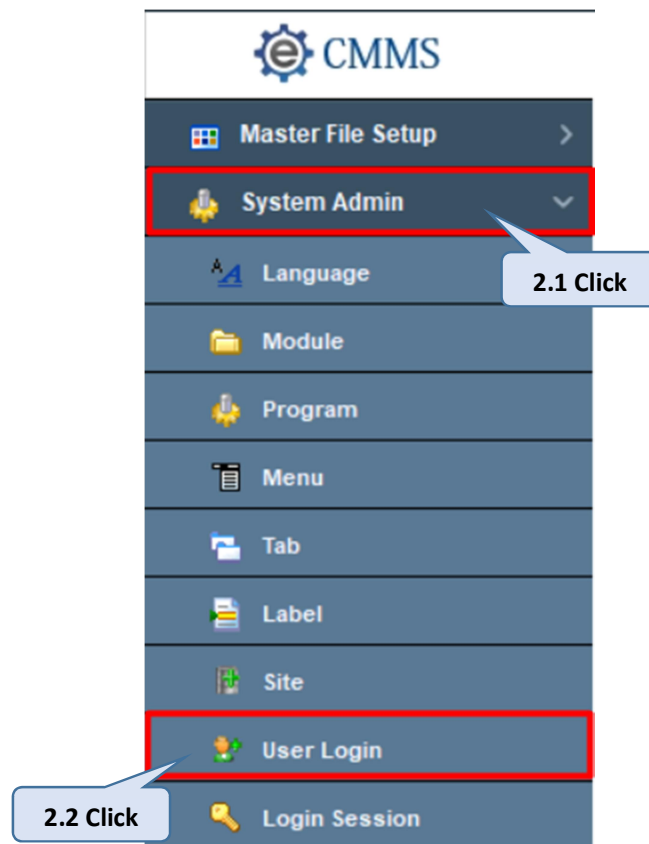 e CMMS
Master File Setup
System Admin
2.1 Click
Language
Module
Program
Menu
Tab
Label
Site
User Login
2.2 Click
Login Session